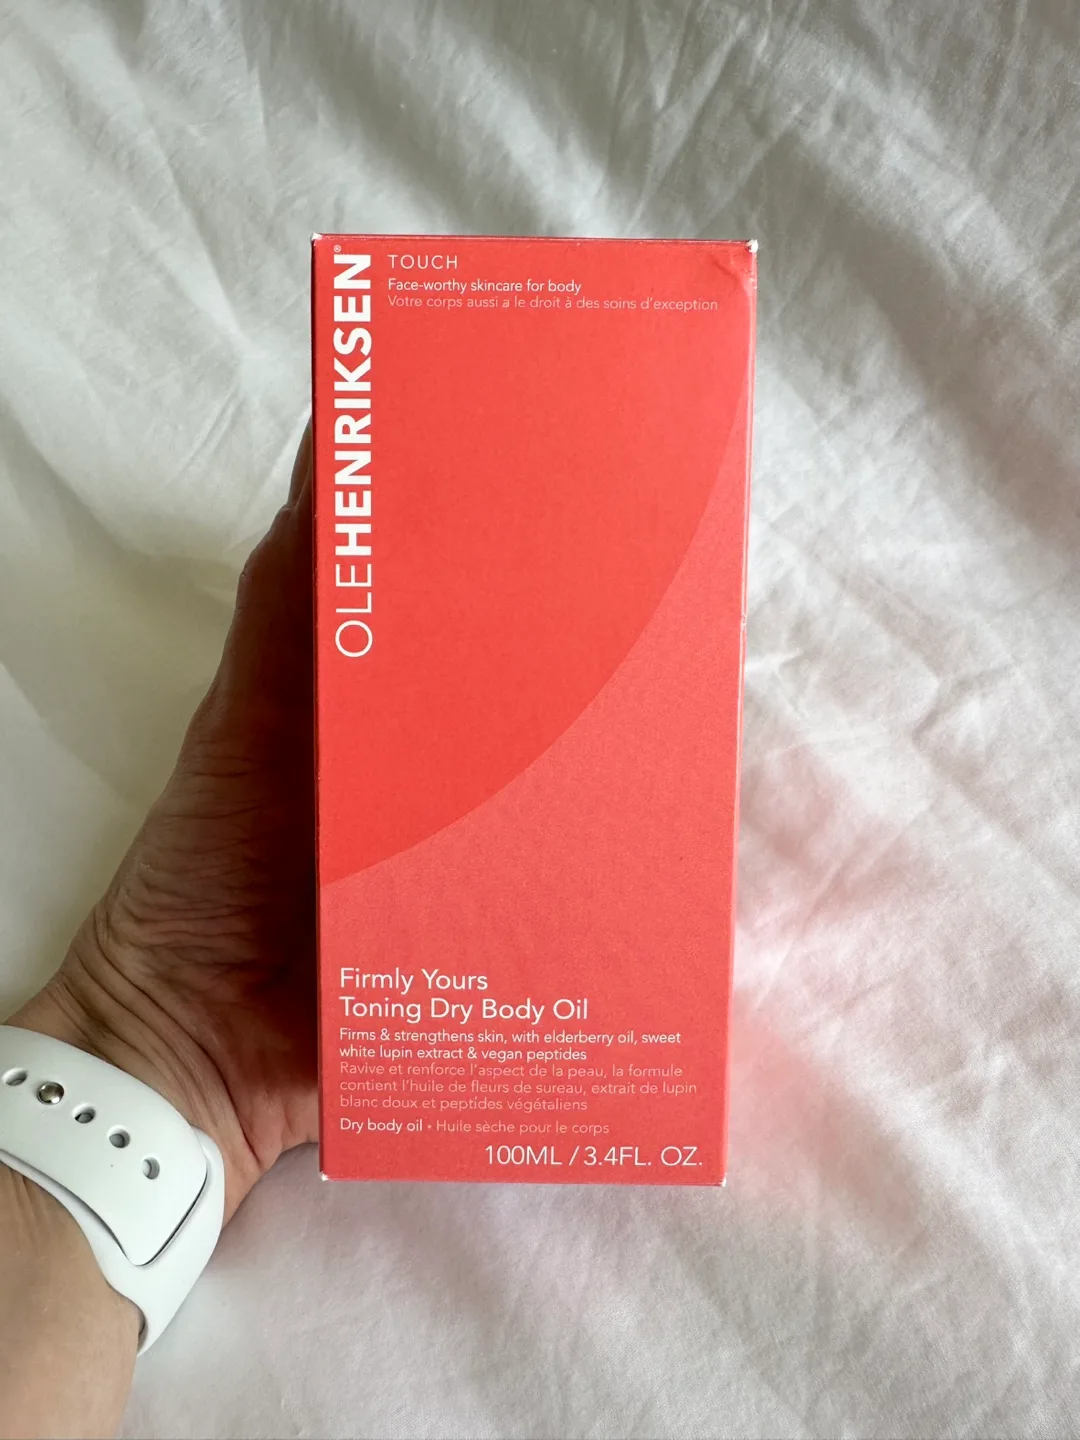 OLEHENRIKSEN®
TOUCH
Face-worthy skincare for body
Votre corps aussi a le droit à des soins d'exception
Firmly Yours
Toning Dry Body Oil
Firms & strengthens skin, with elderberry oil, sweet
white lupin extract & vegan peptides
Ravive et renforce l'aspect de la peau, la formule
contient l'huile de fleurs de sureau, extrait de lupin
blanc doux et peptides végétaliens
Dry body oil • Huile sèche pour le corps
100ML / 3.4FL. OZ.